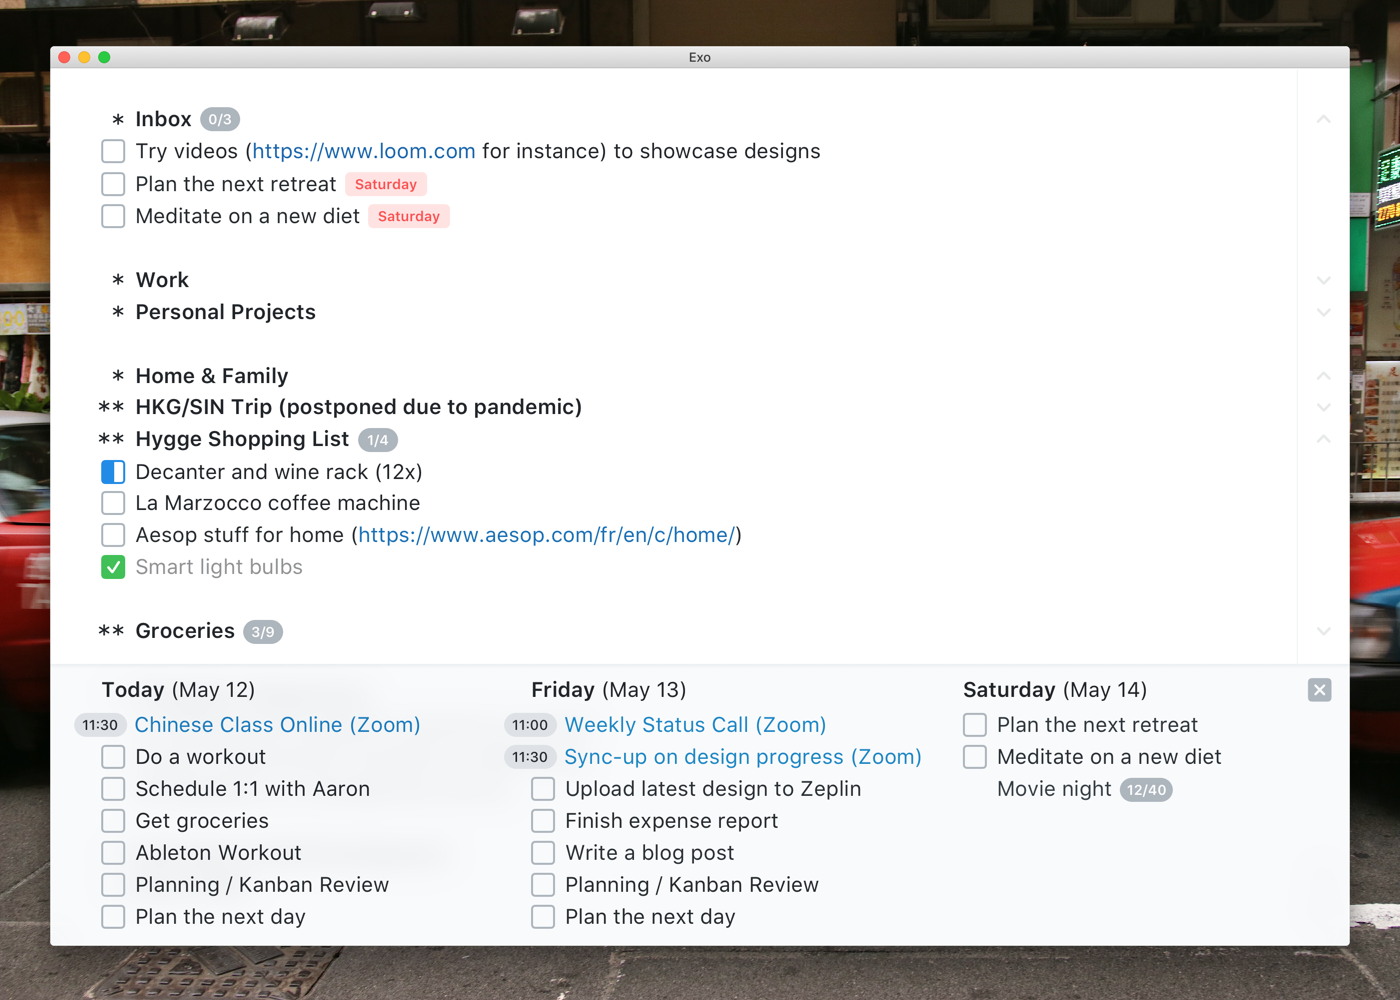 Exo
* Inbox 0/3
Try videos (https://www.loom.com for instance) to showcase designs
Plan the next retreat Saturday
Meditate on a new diet Saturday
* Work
* Personal Projects
* Home & Family
** HKG/SIN Trip (postponed due to pandemic)
** Hygge Shopping List 1/4
Decanter and wine rack (12x)
La Marzocco coffee machine
Aesop stuff for home (https://www.aesop.com/fr/en/c/home/)
Smart light bulbs
** Groceries 3/9
Today (May 12)
11:30 Chinese Class Online (Zoom)
Do a workout
Schedule 1:1 with Aaron
Get groceries
Ableton Workout
Planning / Kanban Review
Plan the next day
Friday (May 13)
11:00 Weekly Status Call (Zoom)
11:30 Sync-up on design progress (Zoom)
Upload latest design to Zeplin
Finish expense report
Write a blog post
Planning / Kanban Review
Plan the next day
Saturday (May 14)
Plan the next retreat
Meditate on a new diet
Movie night 12/40